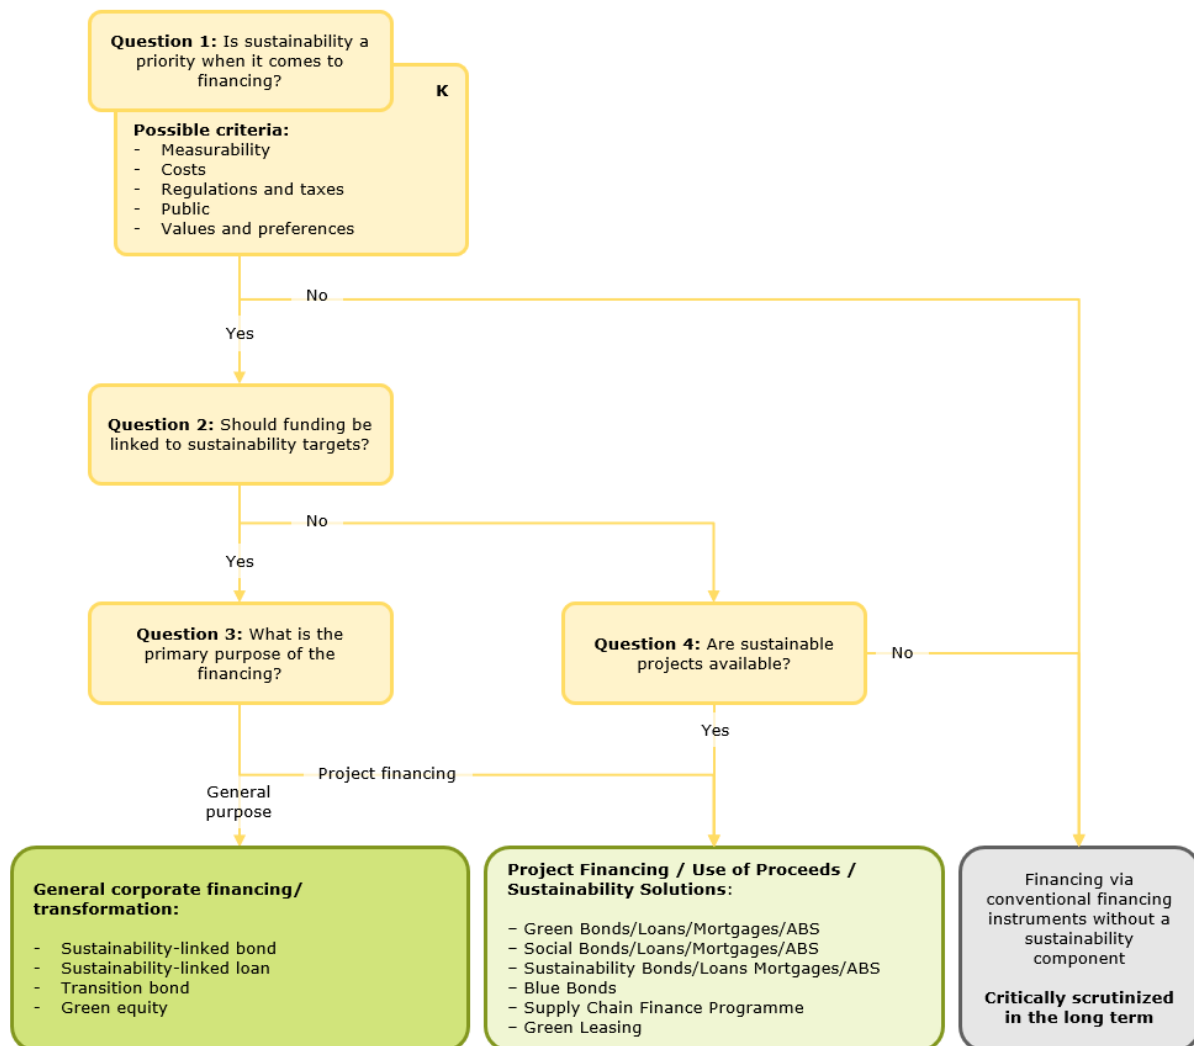 Question 1: Is sustainability a
priority when it comes to
financing?
K
Possible criteria:
- Measurability
- Costs
- Regulations and taxes
- Public
- Values and preferences
No
Yes
Question 2: Should funding be
linked to sustainability targets?
No
Yes
Question 3: What is the
primary purpose of the
financing?
Question 4: Are sustainable
projects available?
No
Yes
Project financing
General
purpose
General corporate financing/
transformation:
- Sustainability-linked bond
- Sustainability-linked loan
- Transition bond
- Green equity
Project Financing / Use of Proceeds /
Sustainability Solutions:
– Green Bonds/Loans/Mortgages/ABS
– Social Bonds/Loans/Mortgages/ABS
– Sustainability Bonds/Loans Mortgages/ABS
– Blue Bonds
– Supply Chain Finance Programme
– Green Leasing
Financing via
conventional financing
instruments without a
sustainability
component
Critically scrutinized
in the long term